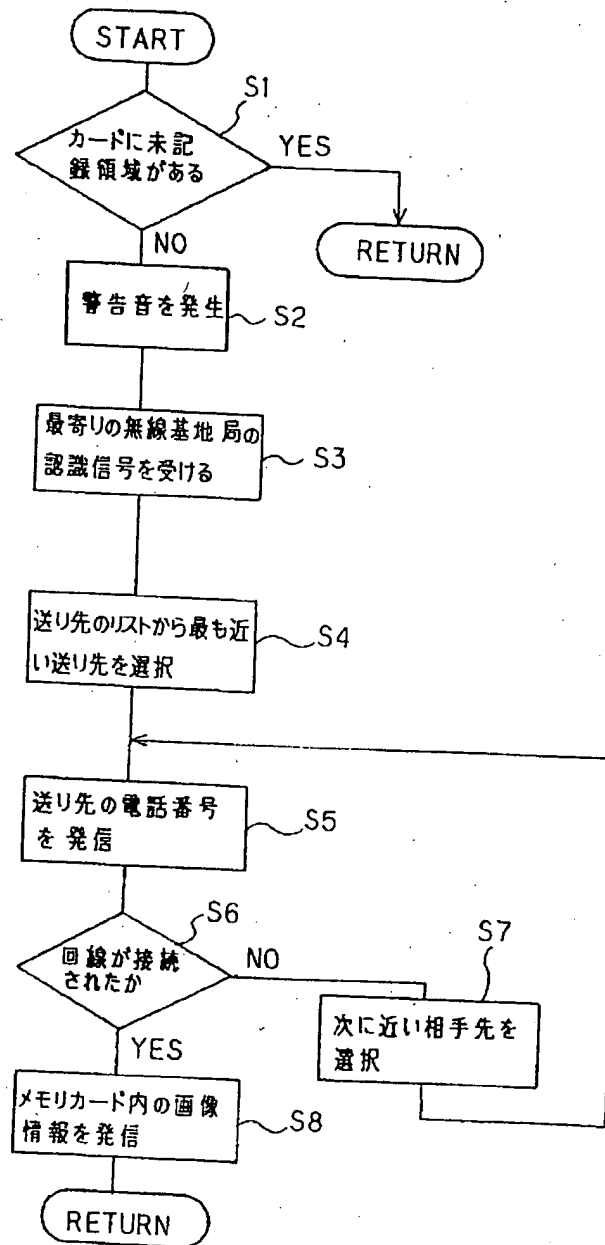 START
S1
カードに未記
録領域がある
YES
RETURN
NO
警告音を発生
S2
最寄りの無線基地局の
認識信号を受ける
S3
送り先のリストから最も近
い送り先を選択
S4
送り先の電話番号
を発信
S5
S6
回線が接続
されたか
NO
S7
次に近い相手先を
選択
YES
メモリカード内の画像
情報を発信
S8
RETURN